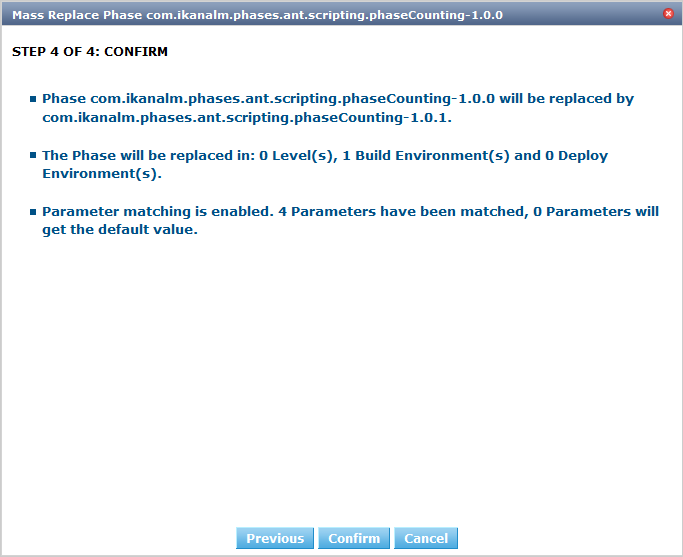 Mass Replace Phase com.ikanalm.phases.ant.scripting.phaseCounting-1.0.0
STEP 4 OF 4: CONFIRM
Phase com.ikanalm.phases.ant.scripting.phaseCounting-1.0.0 will be replaced by
com.ikanalm.phases.ant.scripting.phaseCounting-1.0.1.
The Phase will be replaced in: 0 Level(s), 1 Build Environment(s) and 0 Deploy
Environment(s).
Parameter matching is enabled. 4 Parameters have been matched, 0 Parameters will
get the default value.
Previous Confirm Cancel